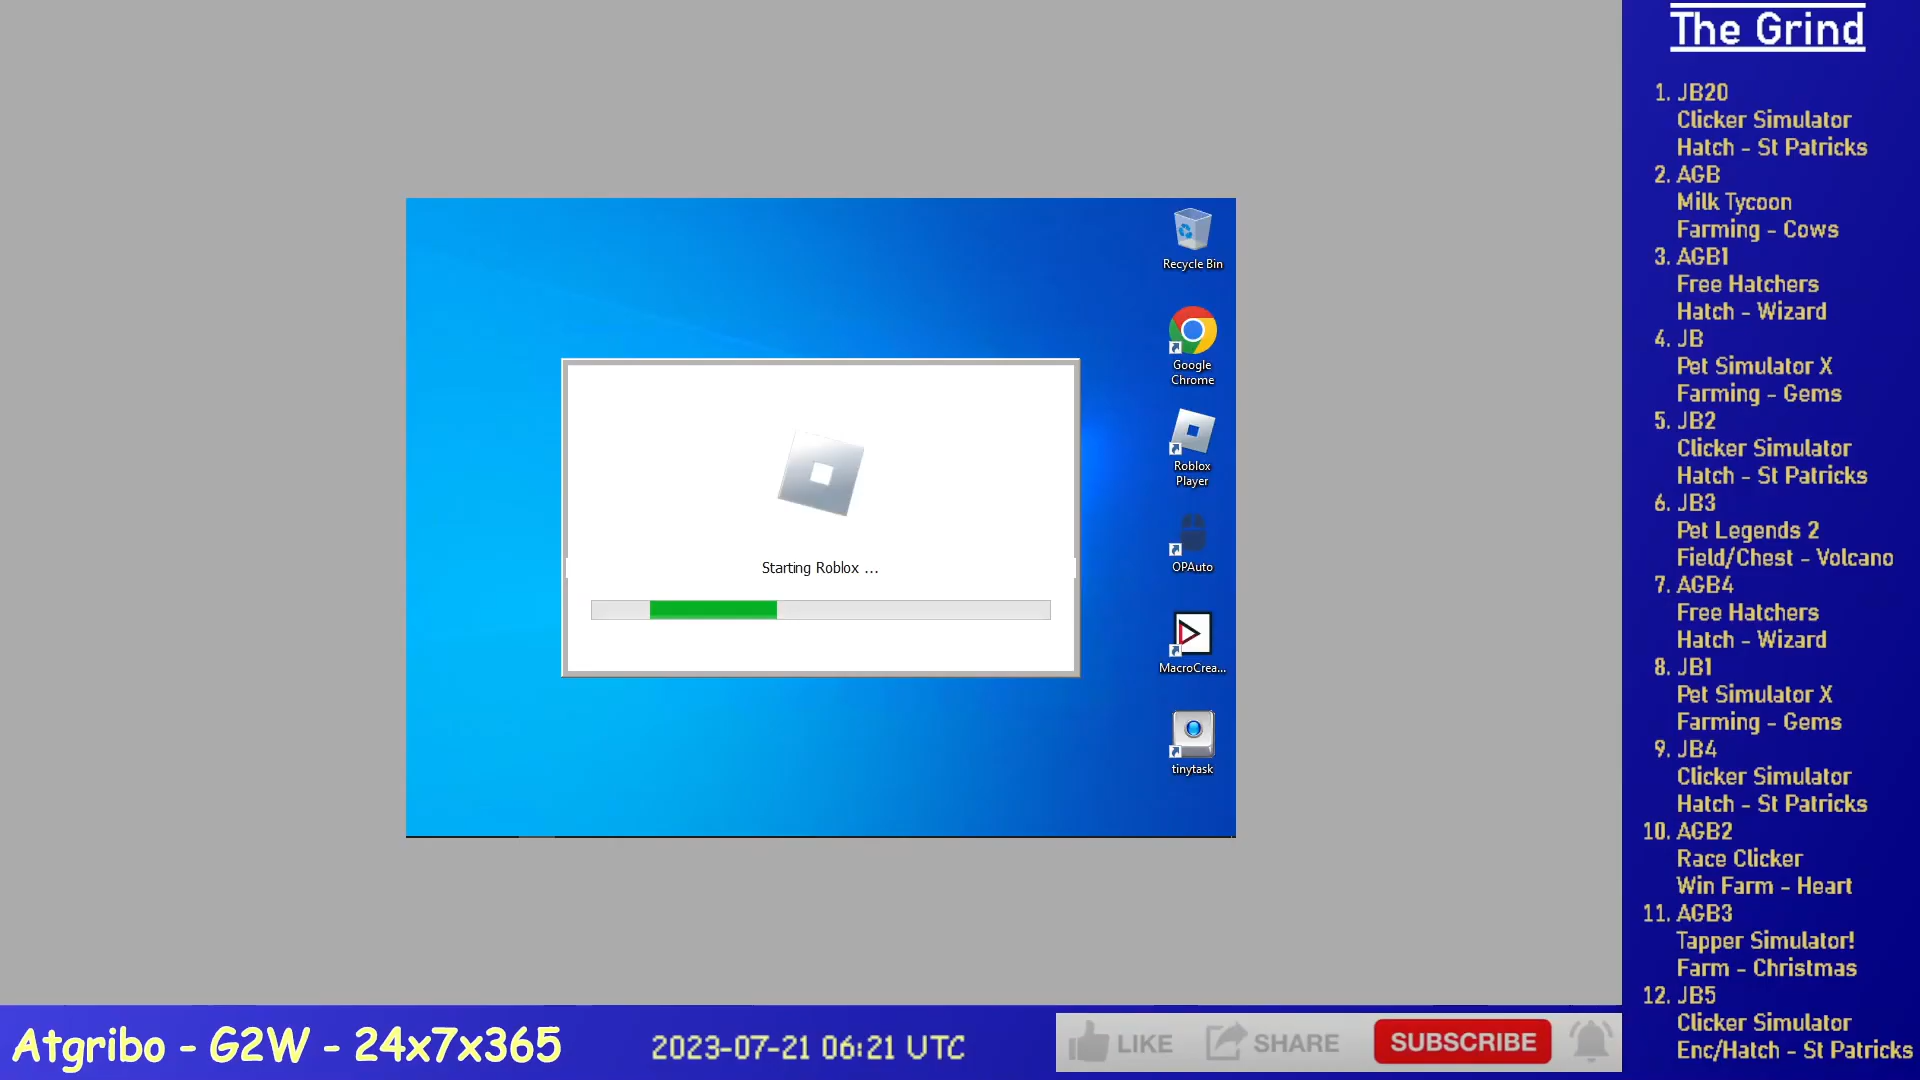 Recycle Bin
Google
Chrome
Roblox
Player
OPAuto
MacroCrea...
tinytask
Starting Roblox ...
The Grind
1. JB20
Clicker Simulator
Hatch - St Patricks
2. AGB
Milk Tycoon
Farming - Cows
3. AGB1
Free Hatchers
Hatch - Wizard
4. JB
Pet Simulator X
Farming - Gems
5. JB2
Clicker Simulator
Hatch - St Patricks
6. JB3
Pet Legends 2
Field/Chest - Volcano
7. AGB4
Free Hatchers
Hatch - Wizard
8. JB1
Pet Simulator X
Farming - Gems
9. JB4
Clicker Simulator
Hatch - St Patricks
10. AGB2
Race Clicker
Win Farm - Heart
11. AGB3
Tapper Simulator!
Farm - Christmas
12. JB5
Clicker Simulator
Enc/Hatch - St Patricks
Atgribo - G2W - 24x7x365
2023-07-21 06:21 UTC
LIKE
SHARE
SUBSCRIBE